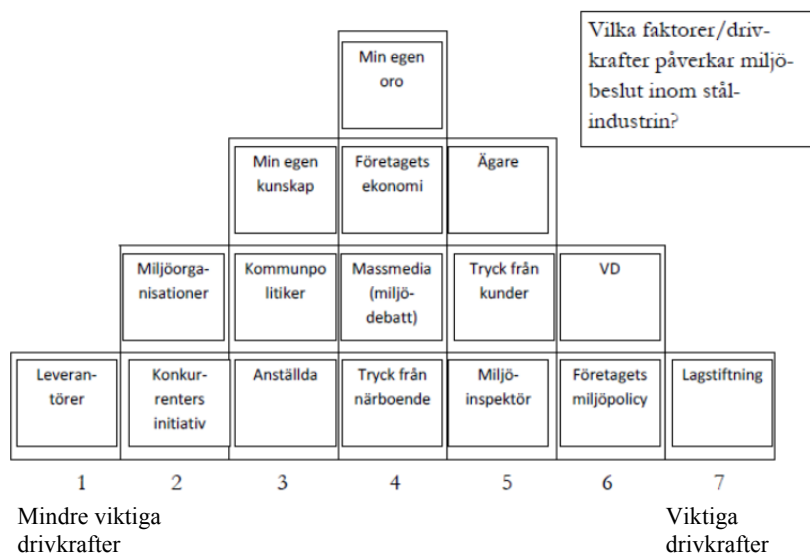 Vilka faktorer/driv-
krafter påverkar miljö-
beslut inom stål-
industrin?
Min egen
oro
Min egen
kunskap
Företagets
ekonomi
Ägare
Miljöorga-
nisationer
Kommunpo
litiker
Massmedia
(miljö-
debatt)
Tryck från
kunder
VD
Leveran-
törer
Konkur-
renters
initiativ
Anställda
Tryck från
närboende
Miljö-
inspektör
Företagets
miljöpolicy
Lagstiftning
1 2 3 4 5 6 7
Mindre viktiga
drivkrafter
Viktiga
drivkrafter